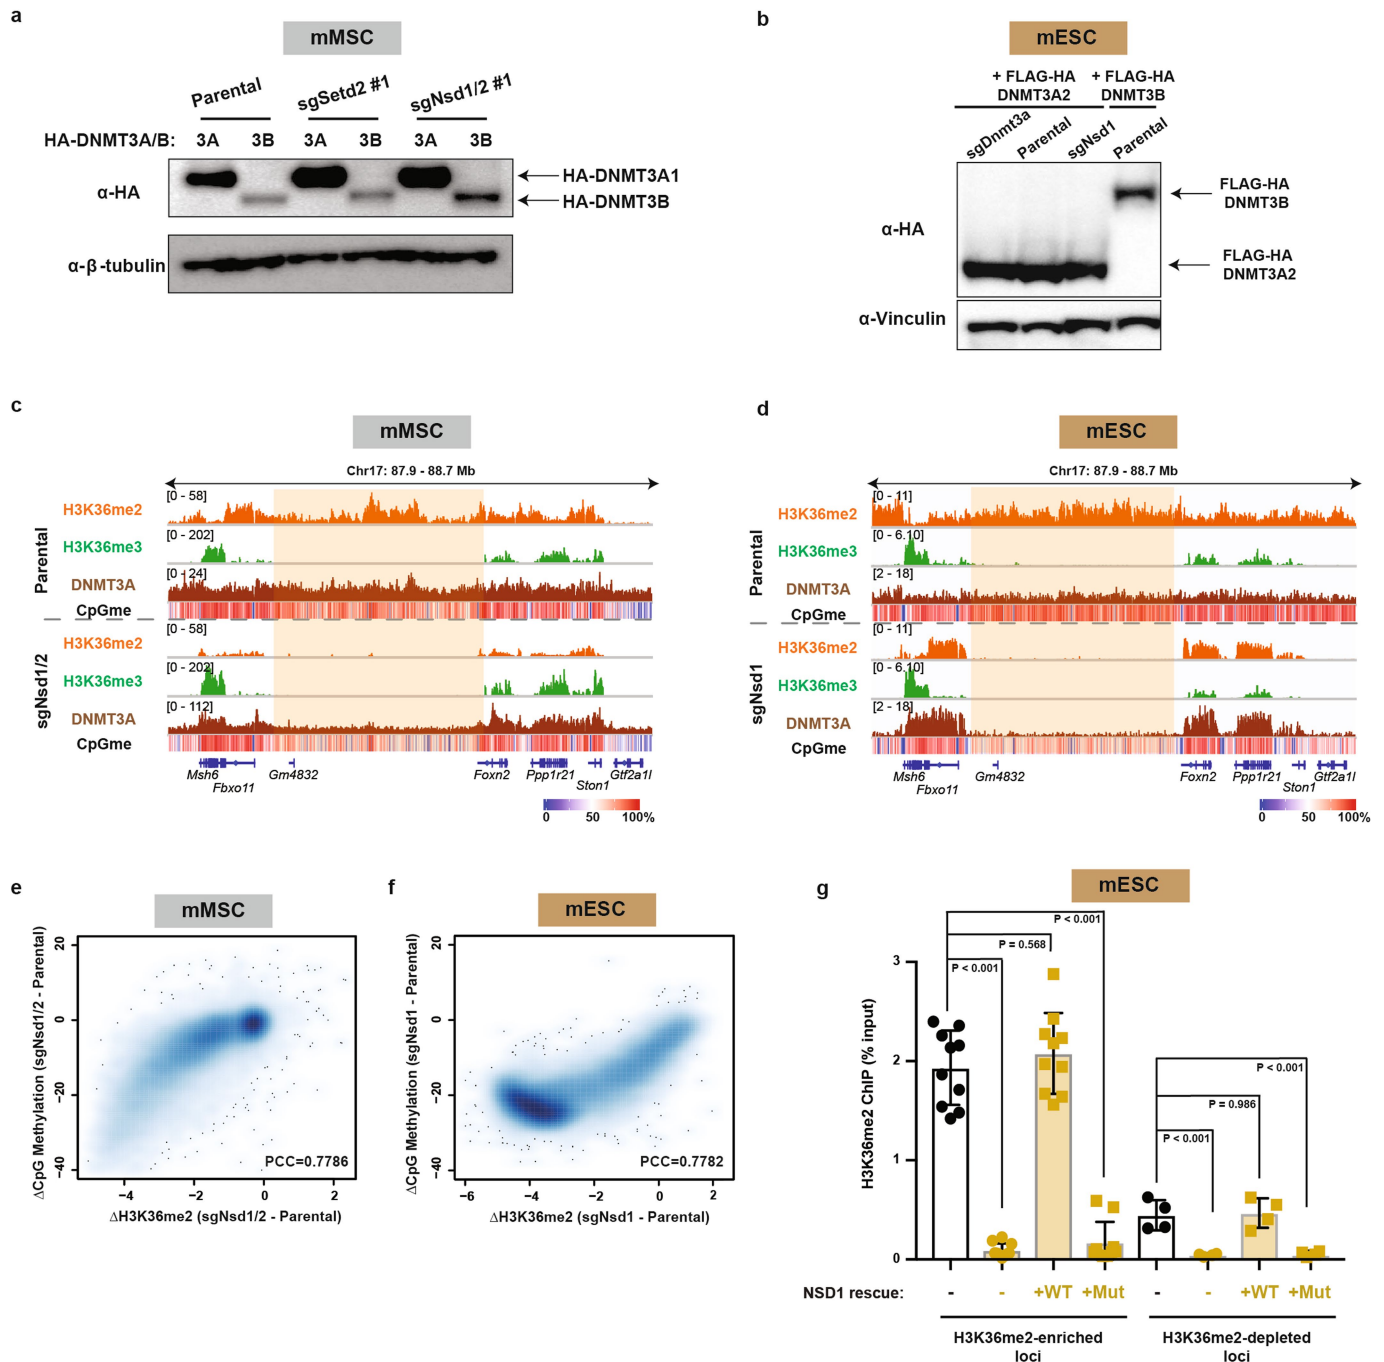 a
mMSC
Parental
sgSetd2 #1
sgNsd1/2 #1
HA-DNMT3A/B:
3A 3B 3A 3B 3A 3B
α-HA
HA-DNMT3A1
HA-DNMT3B
α-β-tubulin
b
mESC
+ FLAG-HA
DNMT3A2
+ FLAG-HA
DNMT3B
sgDnmt3a
Parental
sgNsd1
Parental
α-HA
FLAG-HA
DNMT3B
FLAG-HA
DNMT3A2
α-Vinculin
c
mMSC
Chr17: 87.9 - 88.7 Mb
Parental
H3K36me2
[0 - 58]
H3K36me3
[0 - 202]
DNMT3A
[0 - 24]
CpGme
sgNsd1/2
H3K36me2
[0 - 58]
H3K36me3
[0 - 202]
DNMT3A
[0 - 112]
CpGme
Msh6
Fbxo11
Gm4832
Foxn2
Ppp1r21
Ston1
Gtf2a1l
0 50 100%
d
mESC
Chr17: 87.9 - 88.7 Mb
Parental
H3K36me2
[0 - 11]
H3K36me3
[0 - 6.10]
DNMT3A
[2 - 18]
CpGme
sgNsd1
H3K36me2
[0 - 11]
H3K36me3
[0 - 6.10]
DNMT3A
[2 - 18]
CpGme
Msh6
Fbxo11
Gm4832
Foxn2
Ppp1r21
Ston1
Gtf2a1l
0 50 100%
e
mMSC
ΔCpG Methylation (sgNsd1/2 - Parental)
20
0
−20
−40
PCC=0.7786
−4 −2 0 2
ΔH3K36me2 (sgNsd1/2 - Parental)
f
mESC
ΔCpG Methylation (sgNsd1 - Parental)
20
0
−20
−40
PCC=0.7782
−6 −4 −2 0 2
ΔH3K36me2 (sgNsd1 - Parental)
g
mESC
H3K36me2 ChIP (% input)
3
2
1
0
P < 0.001
P = 0.568
P < 0.001
P < 0.001
P = 0.986
P < 0.001
NSD1 rescue: - - +WT +Mut - - +WT +Mut
H3K36me2-enriched
loci
H3K36me2-depleted
loci